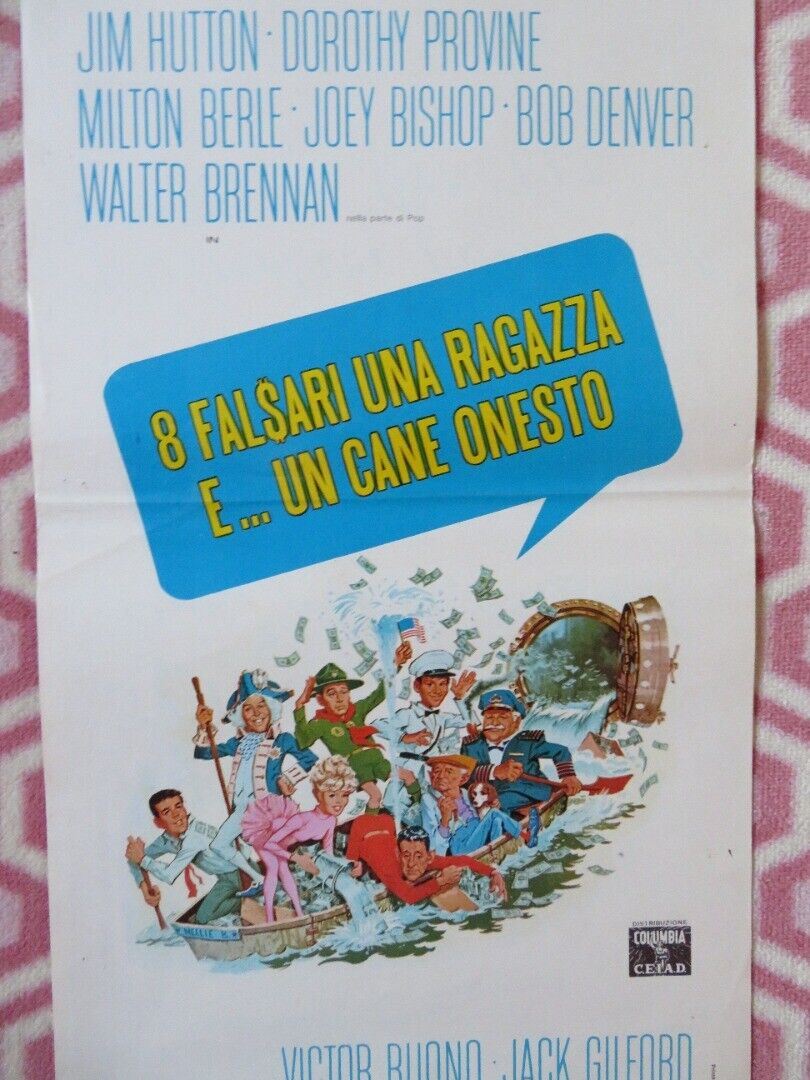 JIM HUTTON · DOROTHY PROVINE
MILTON BERLE · JOEY BISHOP · BOB DENVER
WALTER BRENNAN nella parte di Pop
IN
8 FAL$ARI UNA RAGAZZA
E... UN CANE ONESTO
NELLIE B.
DISTRIBUZIONE
COLUMBIA
C.E.I.A.D.
VICTOR BUONO · JACK GILFORD